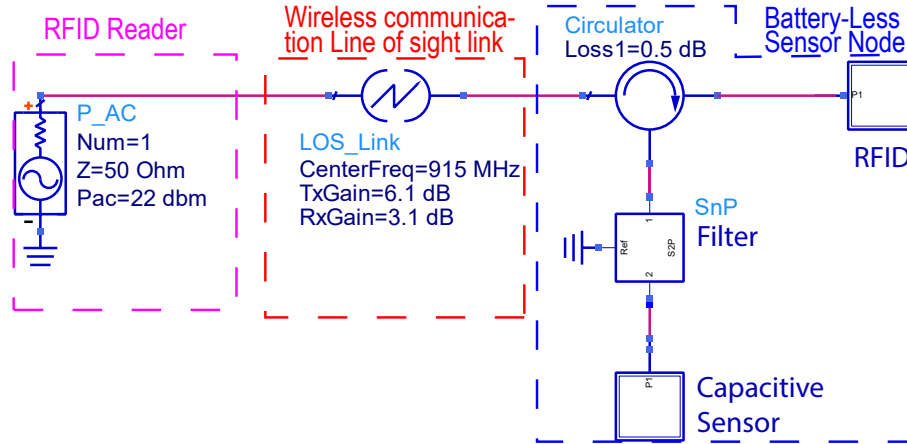 RFID Reader
Wireless communica-
tion Line of sight link
Battery-Less
Sensor Node
Circulator
Loss1=0.5 dB
+
P_AC
Num=1
Z=50 Ohm
Pac=22 dbm
-
LOS_Link
CenterFreq=915 MHz
TxGain=6.1 dB
RxGain=3.1 dB
P1
RFID
SnP
Filter
1
Ref
S2P
2
P1
Capacitive
Sensor